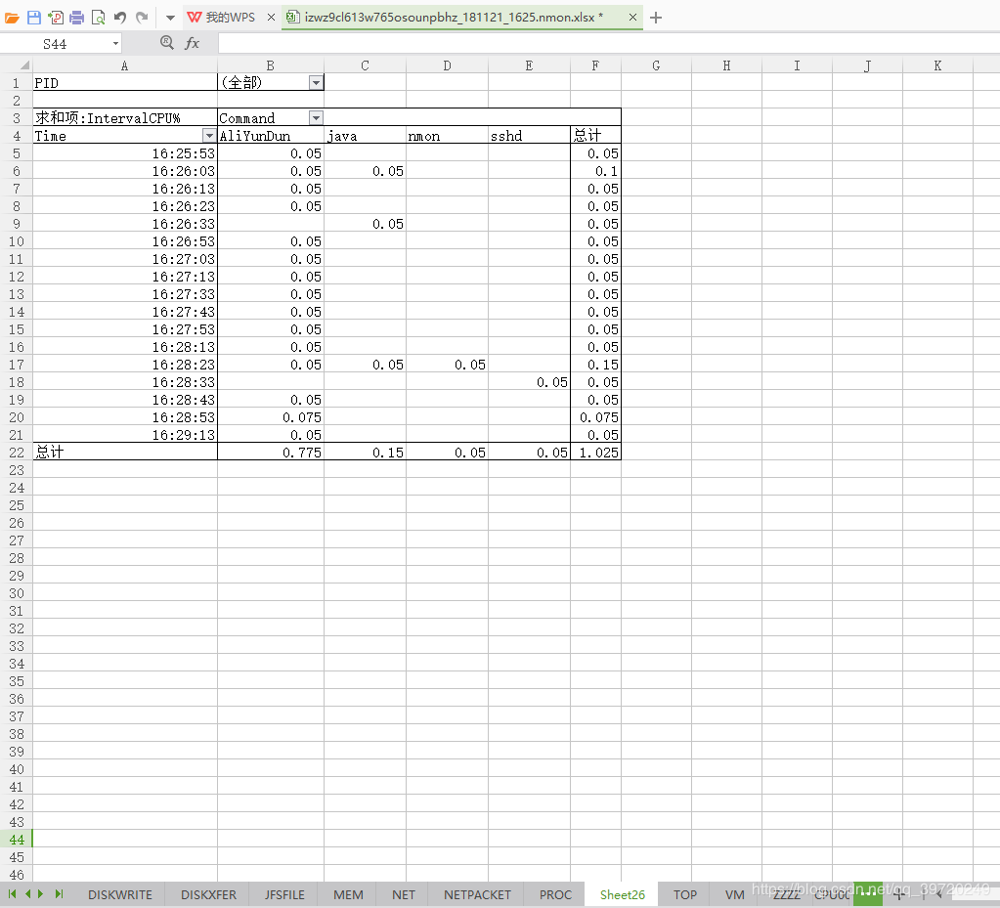 我的WPS izwz9cl613w765osounpbhz_181121_1625.nmon.xlsx *
S44 fx
A B C D E F G H I J K
1 PID (全部)
2
3 求和项:IntervalCPU% Command
4 Time AliYunDun java nmon sshd 总计
5 16:25:53 0.05 0.05
6 16:26:03 0.05 0.05 0.1
7 16:26:13 0.05 0.05
8 16:26:23 0.05 0.05
9 16:26:33 0.05 0.05
10 16:26:53 0.05 0.05
11 16:27:03 0.05 0.05
12 16:27:13 0.05 0.05
13 16:27:33 0.05 0.05
14 16:27:43 0.05 0.05
15 16:27:53 0.05 0.05
16 16:28:13 0.05 0.05
17 16:28:23 0.05 0.05 0.05 0.15
18 16:28:33 0.05 0.05
19 16:28:43 0.05 0.05
20 16:28:53 0.075 0.075
21 16:29:13 0.05 0.05
22 总计 0.775 0.15 0.05 0.05 1.025
23
24
25
26
27
28
29
30
31
32
33
34
35
36
37
38
39
40
41
42
43
44
45
46
DISKWRITE DISKXFER JFSFILE MEM NET NETPACKET PROC Sheet26 TOP VM ZZZZ CPU00
https://blog.csdn.net/qq_39720249